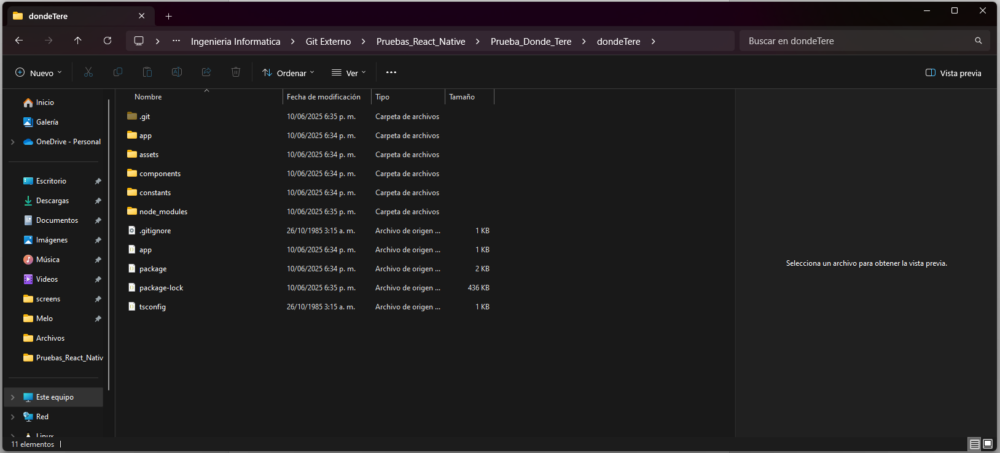 dondeTere
Ingenieria Informatica
Git Externo
Pruebas_React_Native
Prueba_Donde_Tere
dondeTere
Buscar en dondeTere
Nuevo
Ordenar
Ver
Vista previa
Inicio
Galería
OneDrive - Personal
Escritorio
Descargas
Documentos
Imágenes
Música
Videos
screens
Melo
Archivos
Pruebas_React_Nativ
Este equipo
Red
Linux
Nombre Fecha de modificación Tipo Tamaño
.git 10/06/2025 6:35 p. m. Carpeta de archivos
app 10/06/2025 6:34 p. m. Carpeta de archivos
assets 10/06/2025 6:34 p. m. Carpeta de archivos
components 10/06/2025 6:34 p. m. Carpeta de archivos
constants 10/06/2025 6:34 p. m. Carpeta de archivos
node_modules 10/06/2025 6:35 p. m. Carpeta de archivos
.gitignore 26/10/1985 3:15 a. m. Archivo de origen ... 1 KB
app 10/06/2025 6:34 p. m. Archivo de origen ... 1 KB
package 10/06/2025 6:34 p. m. Archivo de origen ... 2 KB
package-lock 10/06/2025 6:35 p. m. Archivo de origen ... 436 KB
tsconfig 26/10/1985 3:15 a. m. Archivo de origen ... 1 KB
Selecciona un archivo para obtener la vista previa.
11 elementos